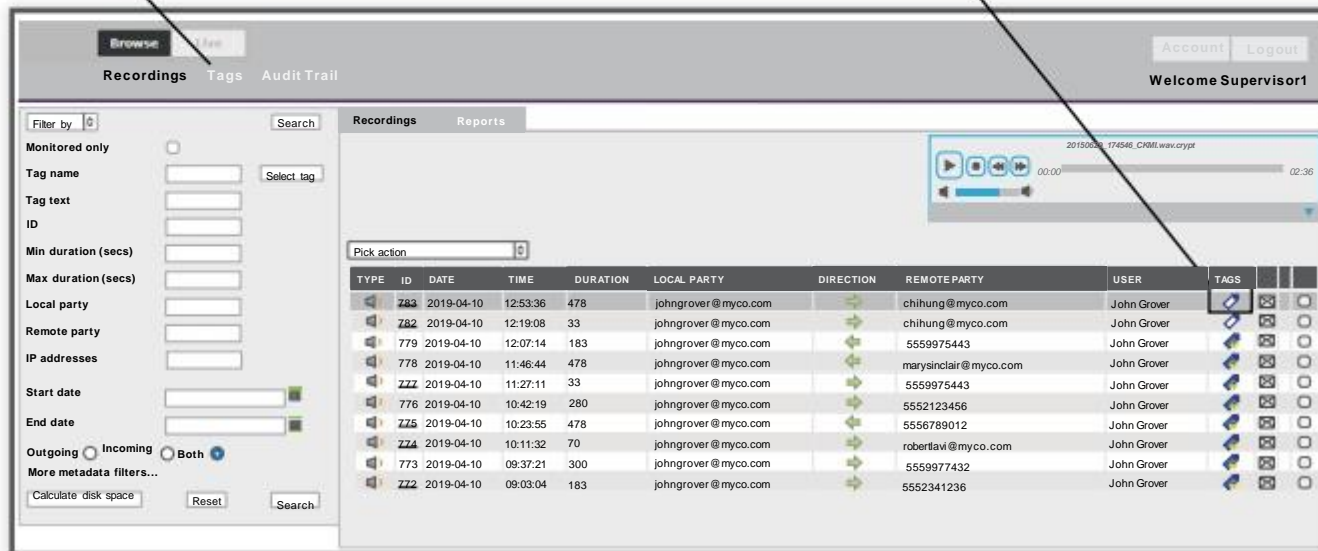 Browse Live
Account Logout
Recordings Tags Audit Trail
Welcome Supervisor1
Filter by Search
Monitored only
Tag name Select tag
Tag text
ID
Min duration (secs)
Max duration (secs)
Local party
Remote party
IP addresses
Start date
End date
Outgoing Incoming Both
More metadata filters...
Calculate disk space Reset Search
Recordings Reports
_174546_CKMI.wav.crypt
00:00 02:36
Pick action
TYPE ID DATE TIME DURATION LOCAL PARTY DIRECTION REMOTE PARTY USER TAGS
783 2019-04-10 12:53:36 478 johngrover@myco.com chihung@myco.com John Grover
782 2019-04-10 12:19:08 33 johngrover@myco.com chihung@myco.com John Grover
779 2019-04-10 12:07:14 183 johngrover@myco.com 5559975443 John Grover
778 2019-04-10 11:46:44 478 johngrover@myco.com marysinclair@myco.com John Grover
777 2019-04-10 11:27:11 33 johngrover@myco.com 5559975443 John Grover
776 2019-04-10 10:42:19 280 johngrover@myco.com 5552123456 John Grover
775 2019-04-10 10:23:55 478 johngrover@myco.com 5556789012 John Grover
774 2019-04-10 10:11:32 70 johngrover@myco.com robertlavi@myco.com John Grover
773 2019-04-10 09:37:21 300 johngrover@myco.com 5559977432 John Grover
772 2019-04-10 09:03:04 183 johngrover@myco.com 5552341236 John Grover